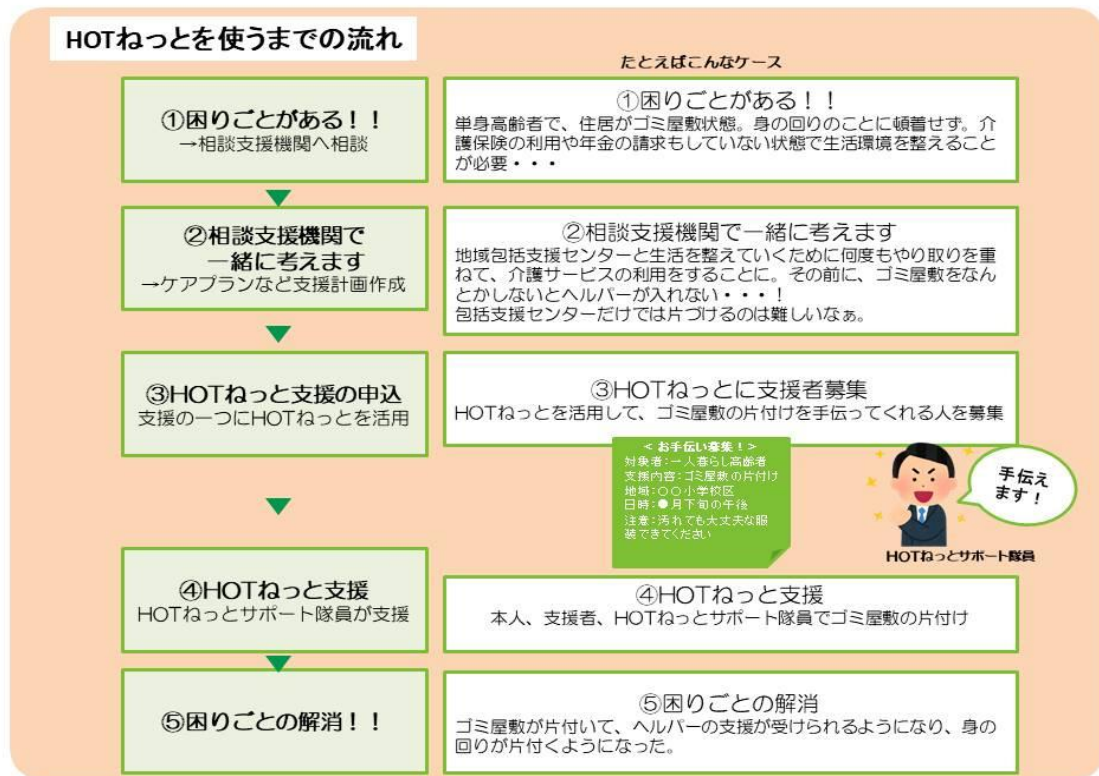 HOTねっとを使うまでの流れ
たとえばこんなケース
①困りごとがある！！
→相談支援機関へ相談
①困りごとがある！！
単身高齢者で、住居がゴミ屋敷状態。身の回りのことに頓着せず。介
護保険の利用や年金の請求もしていない状態で生活環境を整えること
が必要・・・
②相談支援機関で
一緒に考えます
→ケアプランなど支援計画作成
②相談支援機関で一緒に考えます
地域包括支援センターと生活を整えていくために何度もやり取りを重
ねて、介護サービスの利用をすることに。その前に、ゴミ屋敷をなん
とかしないとヘルパーが入れない・・・！
包括支援センターだけでは片づけるのは難しいなぁ。
③HOTねっと支援の申込
支援の一つにHOTねっとを活用
③HOTねっとに支援者募集
HOTねっとを活用して、ゴミ屋敷の片付けを手伝ってくれる人を募集
＜お手伝い募集！＞
対象者：一人暮らし高齢者
支援内容：ゴミ屋敷の片付け
地域：○○小学校区
日時：●月下旬の午後
注意：汚れても大丈夫な服
装できてください
手伝え
ます！
HOTねっとサポート隊員
④HOTねっと支援
HOTねっとサポート隊員が支援
④HOTねっと支援
本人、支援者、HOTねっとサポート隊員でゴミ屋敷の片付け
⑤困りごとの解消！！
⑤困りごとの解消
ゴミ屋敷が片付いて、ヘルパーの支援が受けられるようになり、身の
回りが片付くようになった。